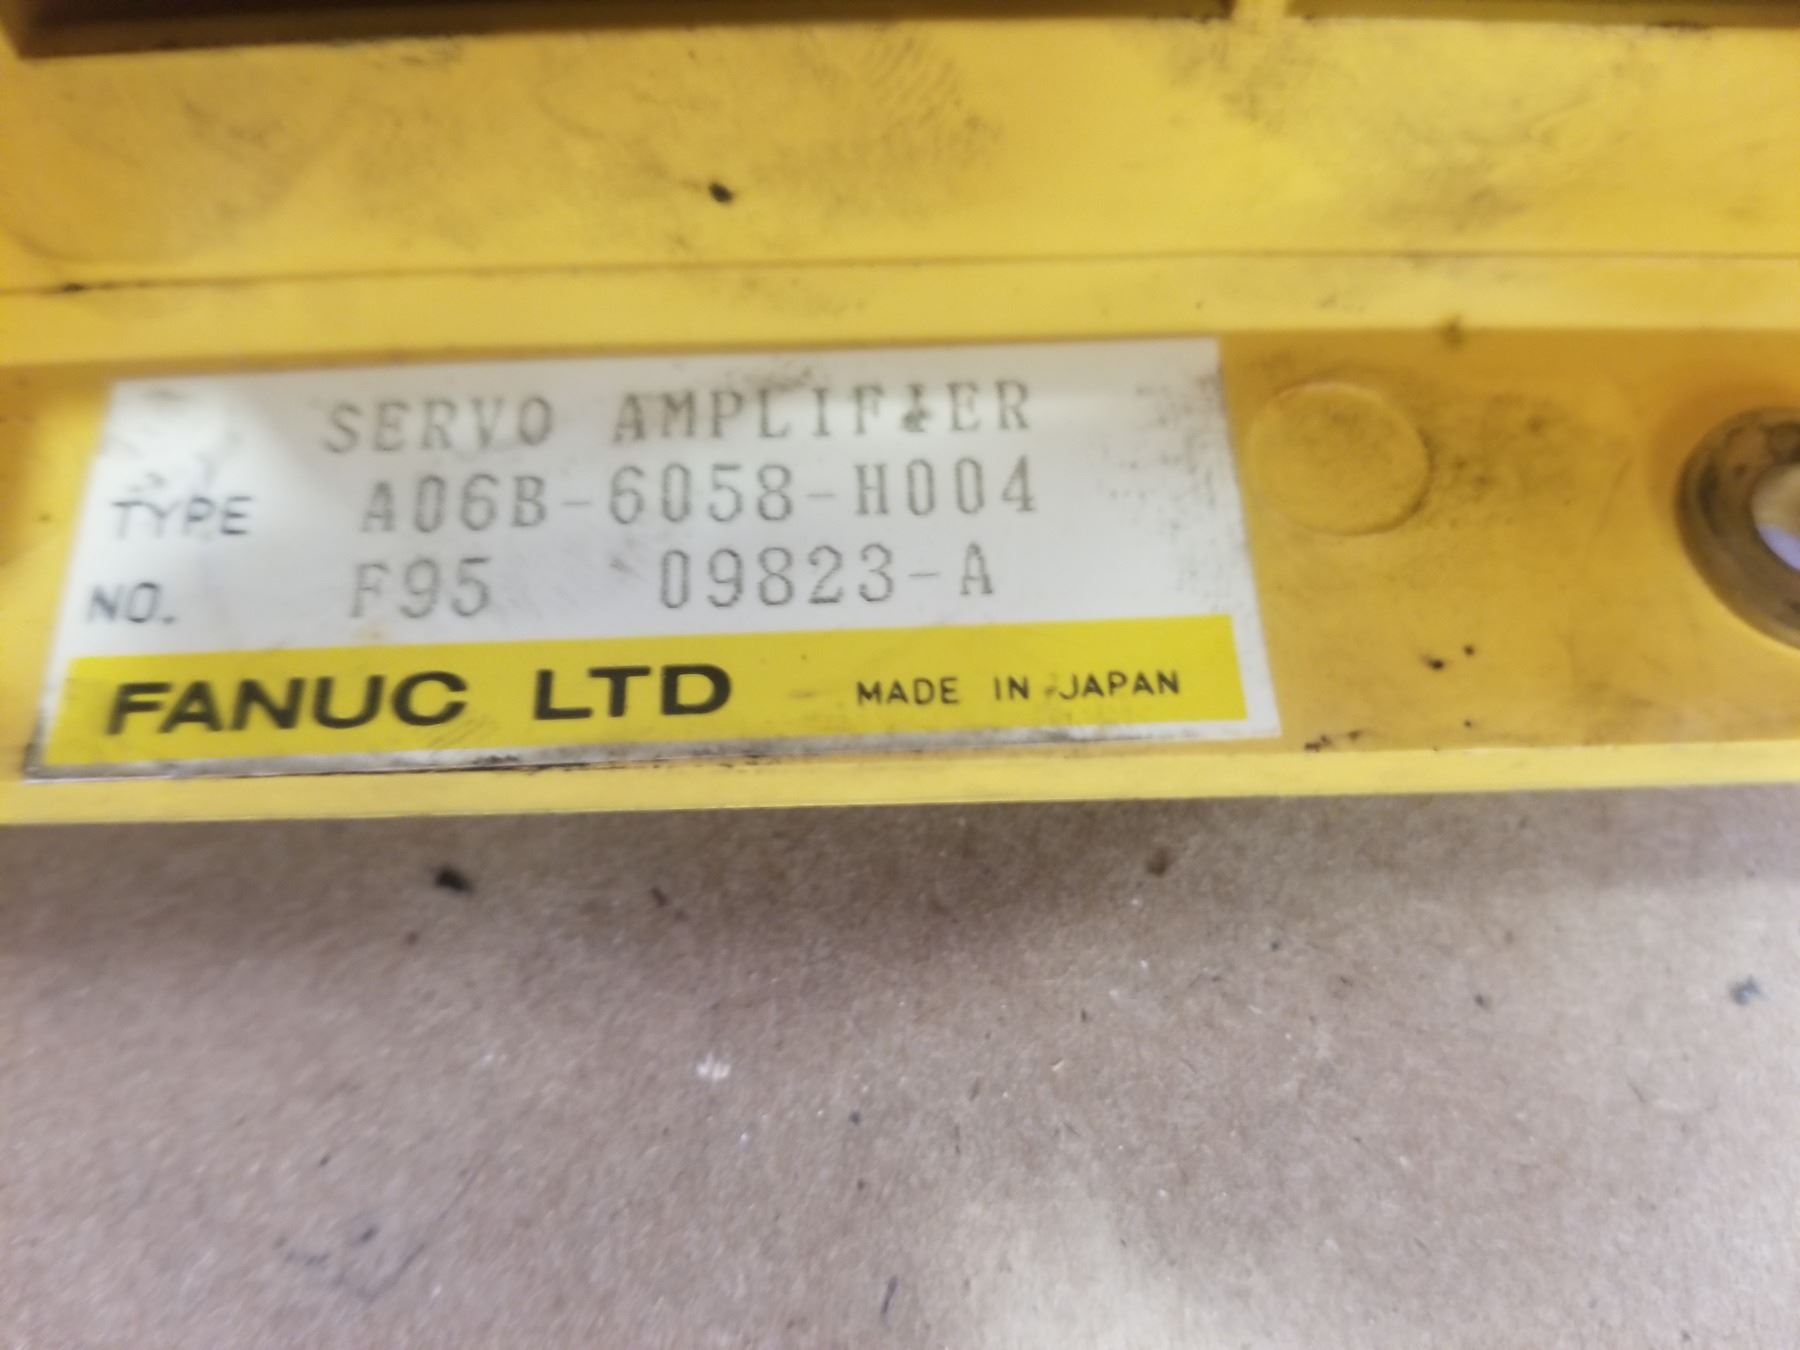 SERVO AMPLIFIER
TYPE A06B-6058-H004
NO. F95 09823-A
FANUC LTD MADE IN JAPAN